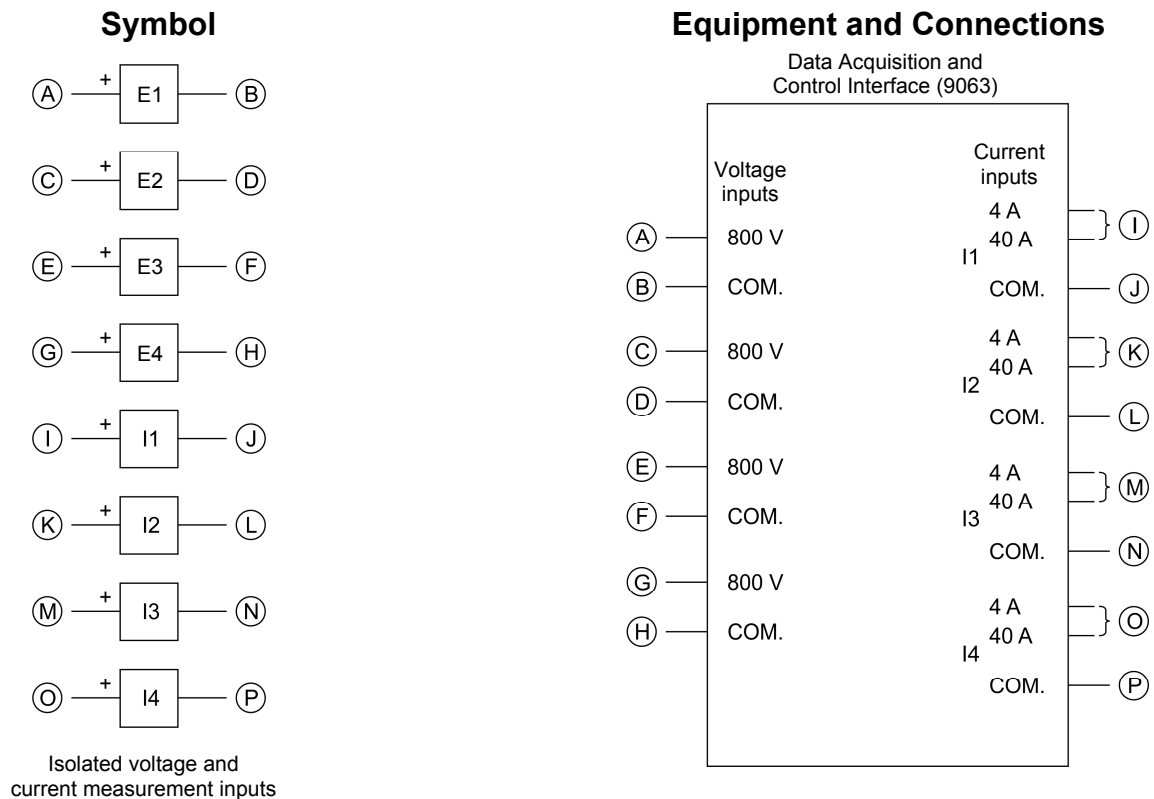 Symbol
A + E1 B
C + E2 D
E + E3 F
G + E4 H
I + I1 J
K + I2 L
M + I3 N
O + I4 P
Isolated voltage and
current measurement inputs
Equipment and Connections
Data Acquisition and
Control Interface (9063)
Voltage
inputs
A 800 V
B COM.
C 800 V
D COM.
E 800 V
F COM.
G 800 V
H COM.
Current
inputs
4 A
40 A
I
I1
COM. J
4 A
40 A
K
I2
COM. L
4 A
40 A
M
I3
COM. N
4 A
40 A
O
I4
COM. P